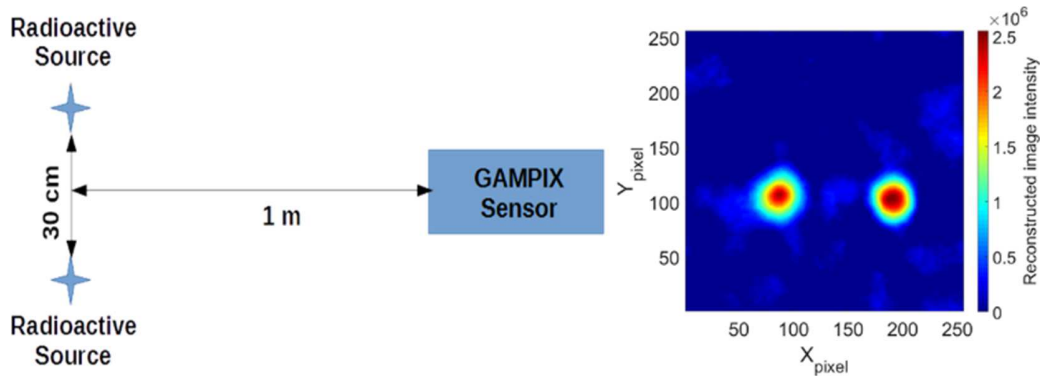 Radioactive
Source
30 cm
1 m
GAMPIX
Sensor
Radioactive
Source
250
200
150
100
50
Y_pixel
50 100 150 200 250
X_pixel
×10^6
2.5
2
1.5
1
0.5
0
Reconstructed image intensity